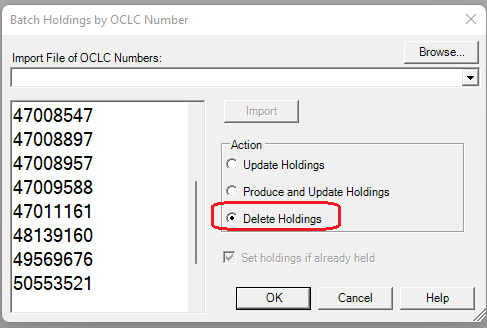 Batch Holdings by OCLC Number
Browse...
Import File of OCLC Numbers:
47008547
47008897
47008957
47009588
47011161
48139160
49569676
50553521
Import
Action
Update Holdings
Produce and Update Holdings
Delete Holdings
Set holdings if already held
OK
Cancel
Help